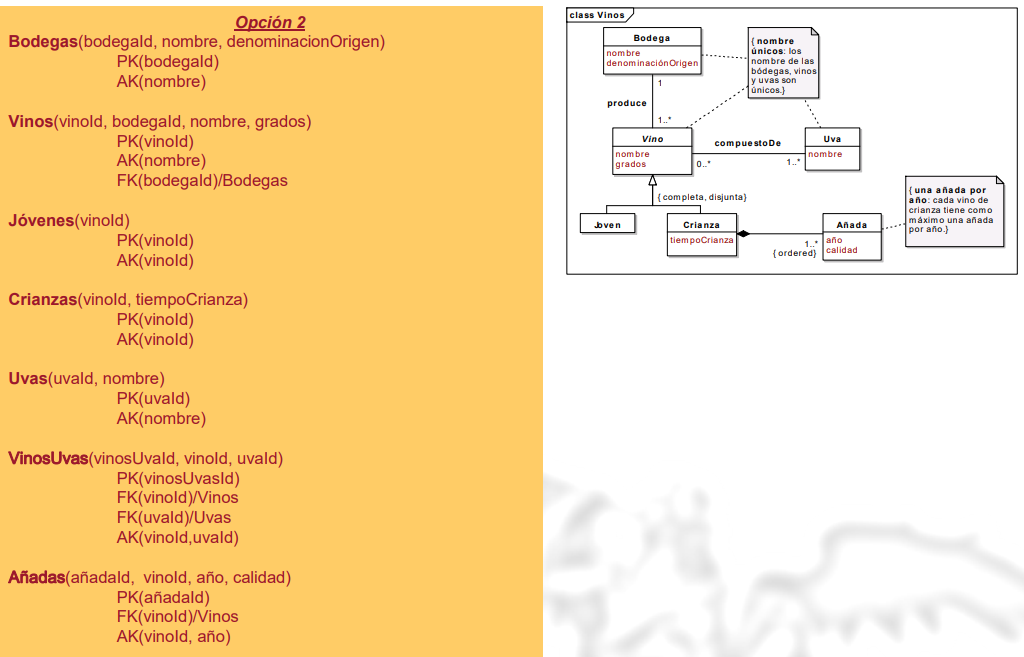 Opción 2
Bodegas(bodegaId, nombre, denominacionOrigen)
PK(bodegaId)
AK(nombre)
Vinos(vinoId, bodegaId, nombre, grados)
PK(vinoId)
AK(nombre)
FK(bodegaId)/Bodegas
Jóvenes(vinoId)
PK(vinoId)
AK(vinoId)
Crianzas(vinoId, tiempoCrianza)
PK(vinoId)
AK(vinoId)
Uvas(uvaId, nombre)
PK(uvaId)
AK(nombre)
VinosUvas(vinosUvaId, vinoId, uvaId)
PK(vinosUvasId)
FK(vinoId)/Vinos
FK(uvaId)/Uvas
AK(vinoId,uvaId)
Añadas(añadaId, vinoId, año, calidad)
PK(añadaId)
FK(vinoId)/Vinos
AK(vinoId, año)
class Vinos
Bodega
nombre
denominaciónOrigen
{ nombre
únicos: los
nombre de las
bódegas, vinos
y uvas son
únicos.}
1
produce
1..*
Vino
nombre
grados
compuestoDe
0..*
1..*
Uva
nombre
{ completa, disjunta}
Joven
Crianza
tiempoCrianza
1..*
{ ordered}
Añada
año
calidad
{ una añada por
año: cada vino de
crianza tiene como
máximo una añada
por año.}